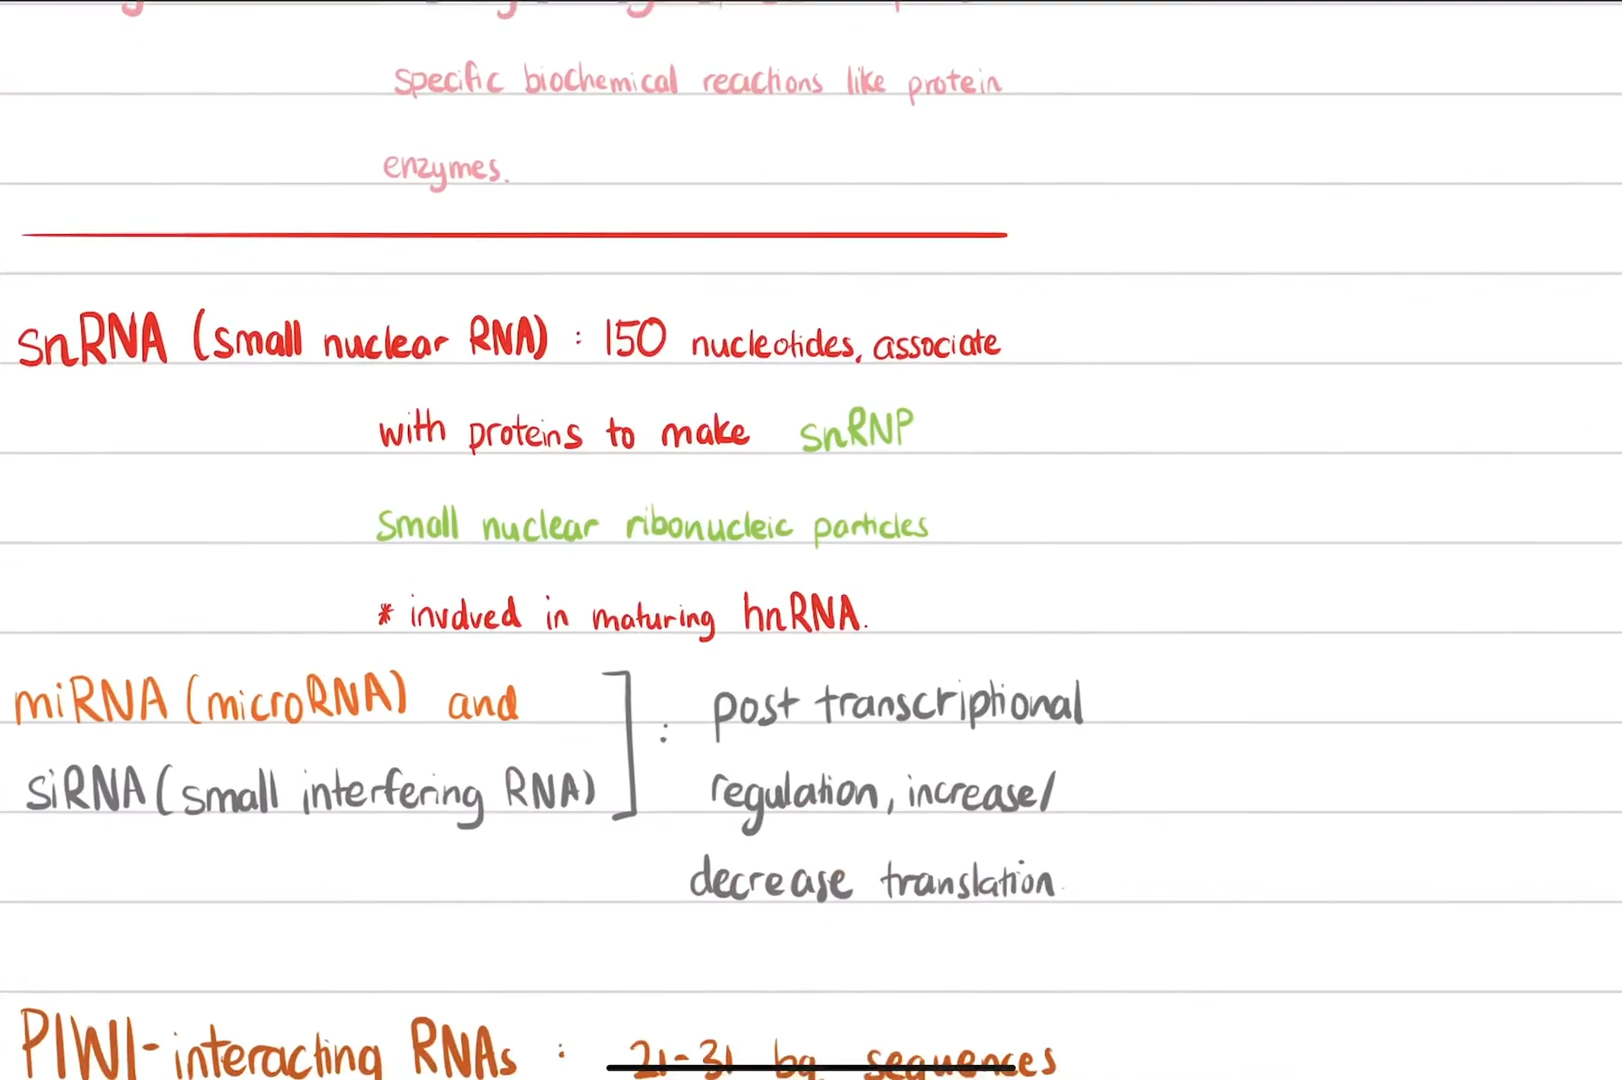 specific biochemical reactions like protein
enzymes.
snRNA (small nuclear RNA) : 150 nucleotides, associate
with proteins to make snRNP
small nuclear ribonucleic particles
* involved in maturing hnRNA.
miRNA (microRNA) and
siRNA (small interfering RNA)
: post transcriptional
regulation, increase/
decrease translation.
PIWI-interacting RNAs : 21-31 bq sequences